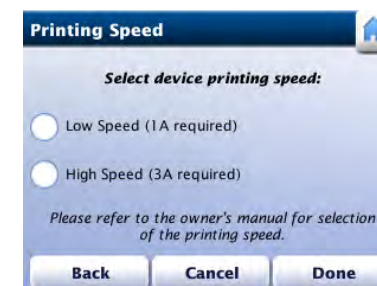 Printing Speed
Select device printing speed:
Low Speed (1A required)
High Speed (3A required)
Please refer to the owner's manual for selection
of the printing speed.
Back Cancel Done